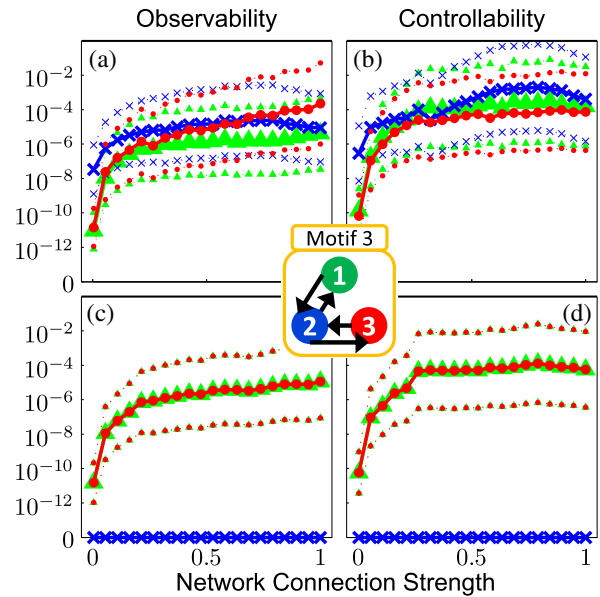 Observability Controllability
(a) (b)
10^{-2}
10^{-4}
10^{-6}
10^{-8}
10^{-10}
10^{-12}
0
Motif 3
1
2 3
(c) (d)
10^{-2}
10^{-4}
10^{-6}
10^{-8}
10^{-10}
10^{-12}
0
0 0.5 1 0 0.5 1
Network Connection Strength